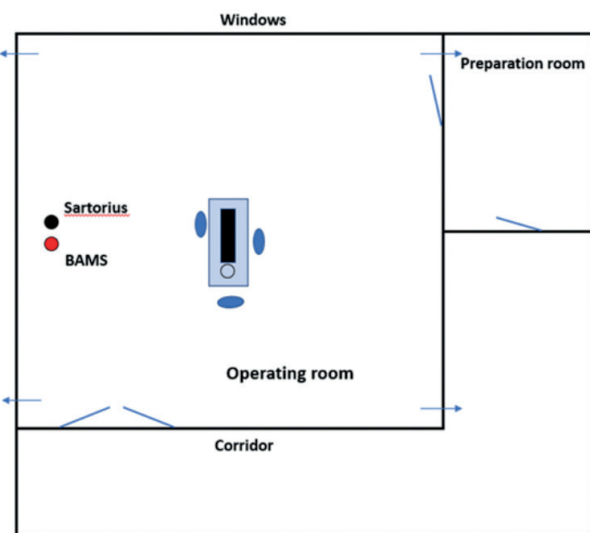 Windows
Preparation room
Sartorius
BAMS
Operating room
Corridor